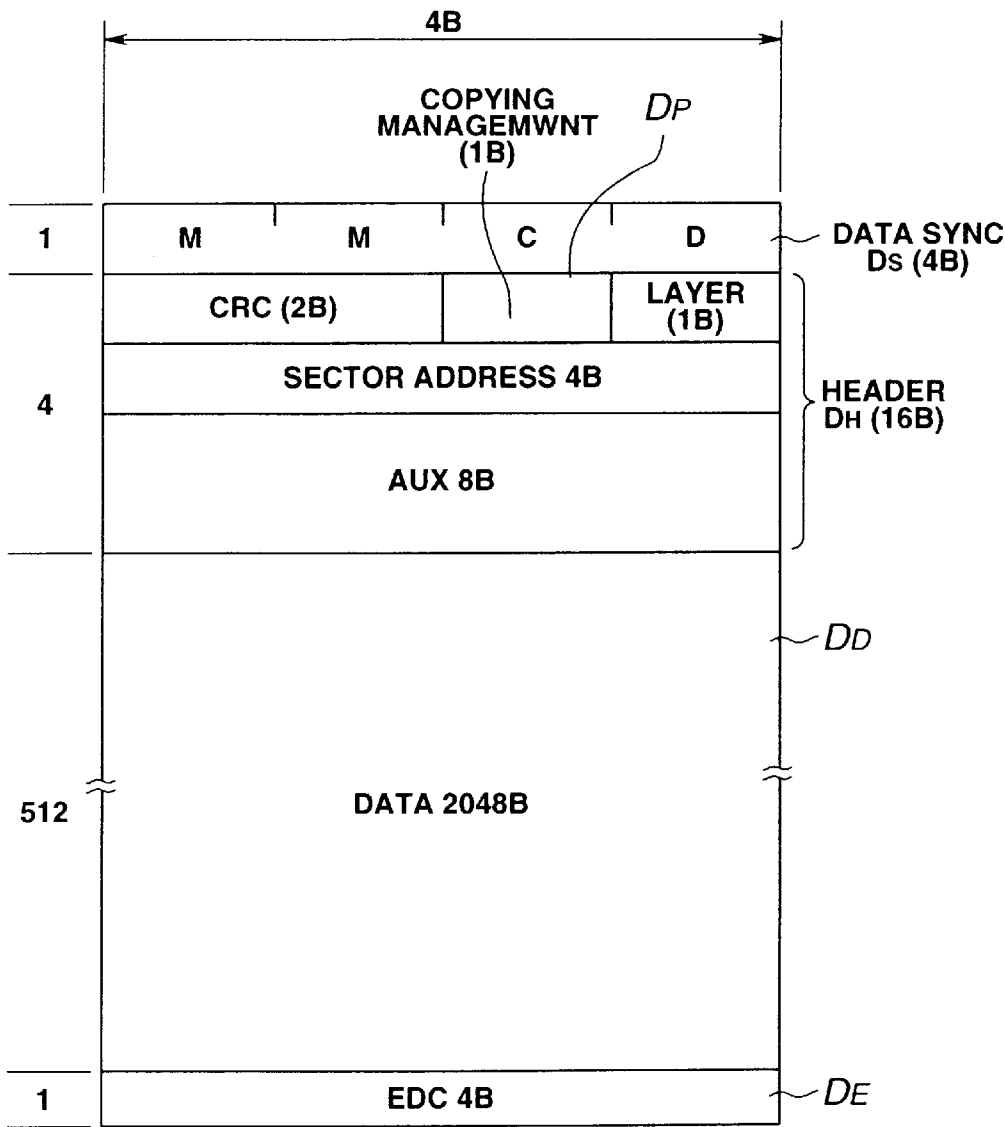 4B
COPYING
MANAGEMWNT
(1B)
DP
1
M M C D
DATA SYNC
DS (4B)
CRC (2B)
LAYER
(1B)
4
SECTOR ADDRESS 4B
HEADER
DH (16B)
AUX 8B
DD
512
DATA 2048B
1
EDC 4B
DE